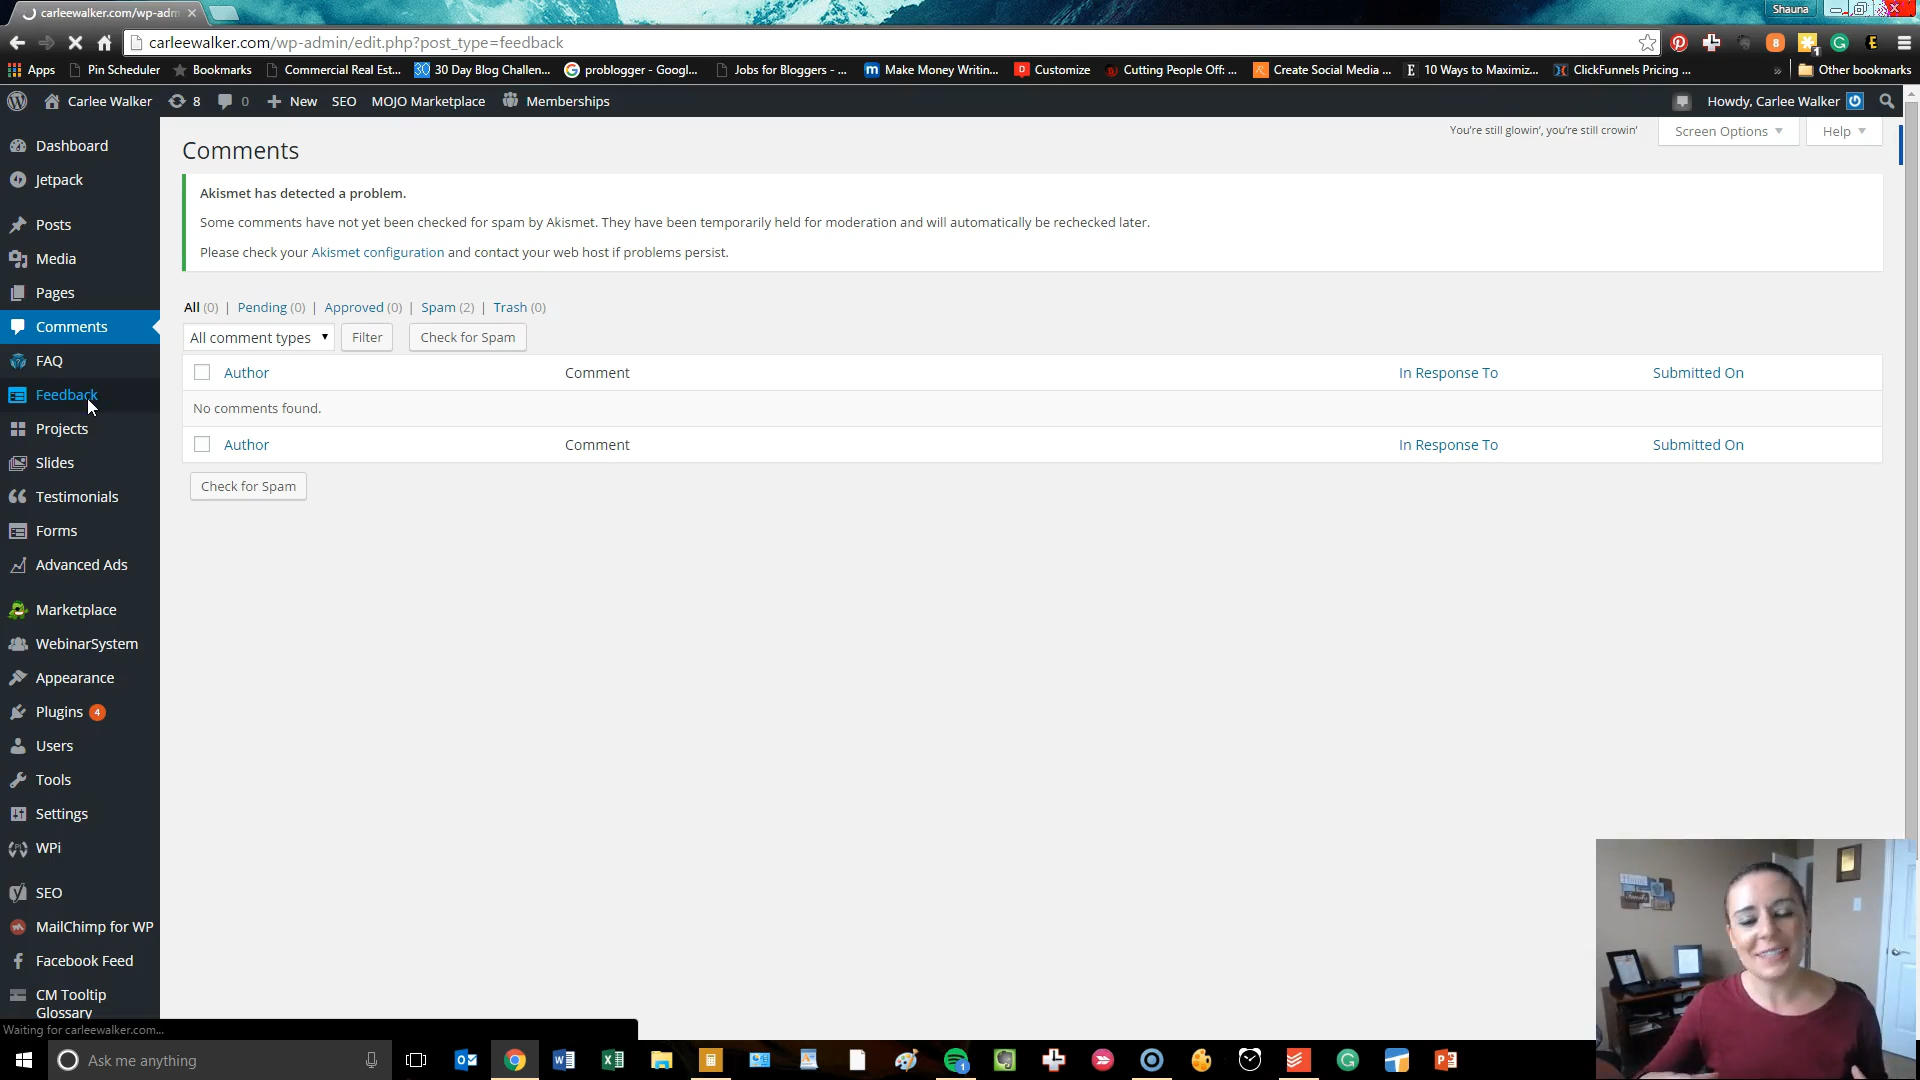 carleewalker.com/wp-adm
Shauna
carleewalker.com/wp-admin/edit.php?post_type=feedback
Apps Pin Scheduler Bookmarks Commercial Real Est... 30 Day Blog Challen... problogger - Googl... Jobs for Bloggers - ... Make Money Writin... Customize Cutting People Off: ... Create Social Media ... 10 Ways to Maximiz... ClickFunnels Pricing ... » Other bookmarks
Carlee Walker 8 0 New SEO MOJO Marketplace Memberships Howdy, Carlee Walker
You're still glowin', you're still crowin' Screen Options Help
Dashboard
Jetpack
Posts
Media
Pages
Comments
FAQ
Feedback
Projects
Slides
Testimonials
Forms
Advanced Ads
Marketplace
WebinarSystem
Appearance
Plugins 4
Users
Tools
Settings
WPi
SEO
MailChimp for WP
Facebook Feed
CM Tooltip
Glossary
Comments
Akismet has detected a problem.
Some comments have not yet been checked for spam by Akismet. They have been temporarily held for moderation and will automatically be rechecked later.
Please check your Akismet configuration and contact your web host if problems persist.
All (0) | Pending (0) | Approved (0) | Spam (2) | Trash (0)
All comment types Filter Check for Spam
Author Comment In Response To Submitted On
No comments found.
Author Comment In Response To Submitted On
Check for Spam
Waiting for carleewalker.com...
Ask me anything